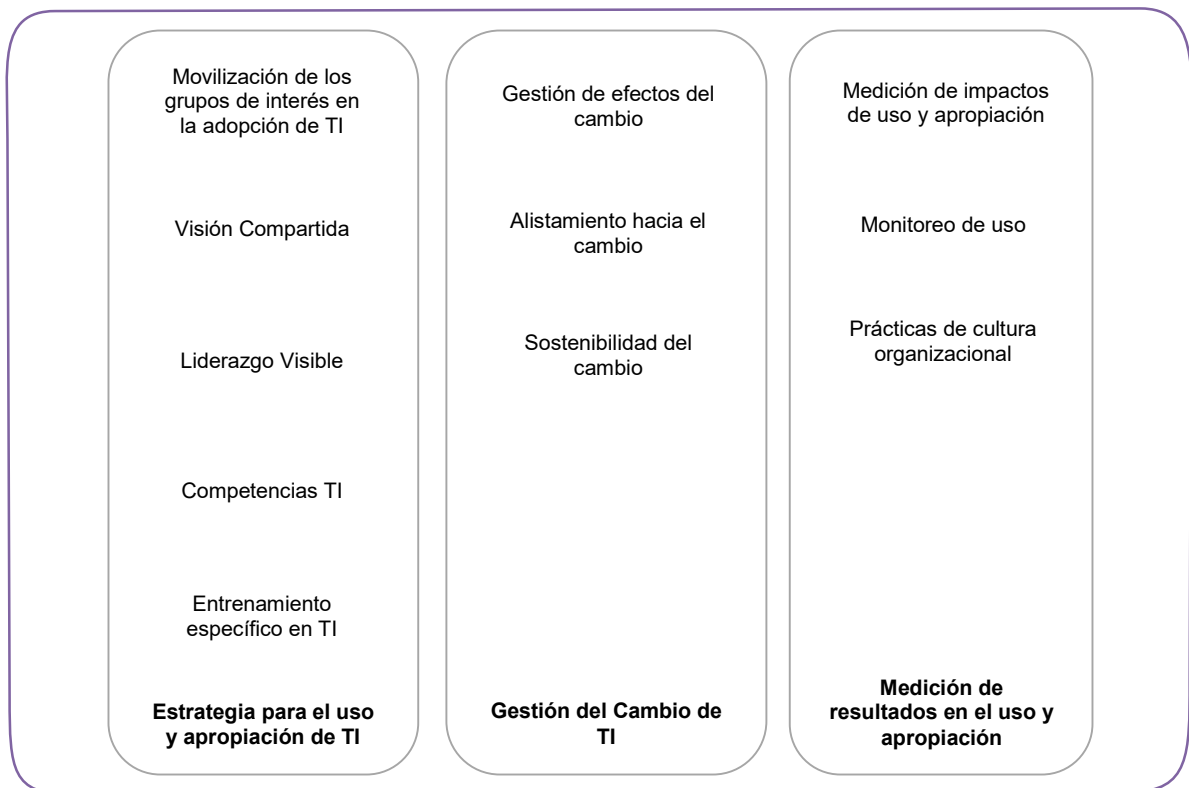 Movilización de los
grupos de interés en
la adopción de TI
Visión Compartida
Liderazgo Visible
Competencias TI
Entrenamiento
específico en TI
Estrategia para el uso
y apropiación de TI
Gestión de efectos del
cambio
Alistamiento hacia el
cambio
Sostenibilidad del
cambio
Gestión del Cambio de
TI
Medición de impactos
de uso y apropiación
Monitoreo de uso
Prácticas de cultura
organizacional
Medición de
resultados en el uso y
apropiación